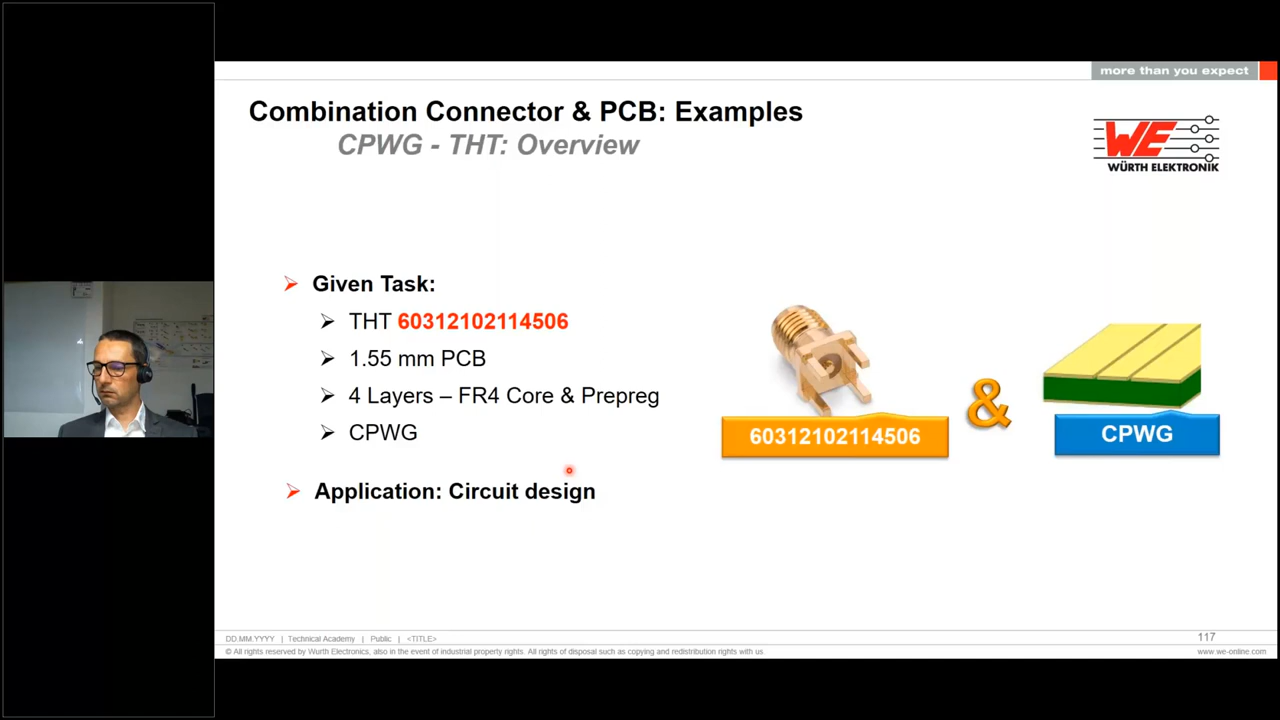 more than you expect
Combination Connector & PCB: Examples
CPWG - THT: Overview
WE
WÜRTH ELEKTRONIK
Given Task:
THT 60312102114506
1.55 mm PCB
4 Layers – FR4 Core & Prepreg
CPWG
Application: Circuit design
60312102114506
&
CPWG
DD.MM.YYYY | Technical Academy | Public | <TITLE>
117
© All rights reserved by Wurth Electronics, also in the event of industrial property rights. All rights of disposal such as copying and redistribution rights with us.
www.we-online.com